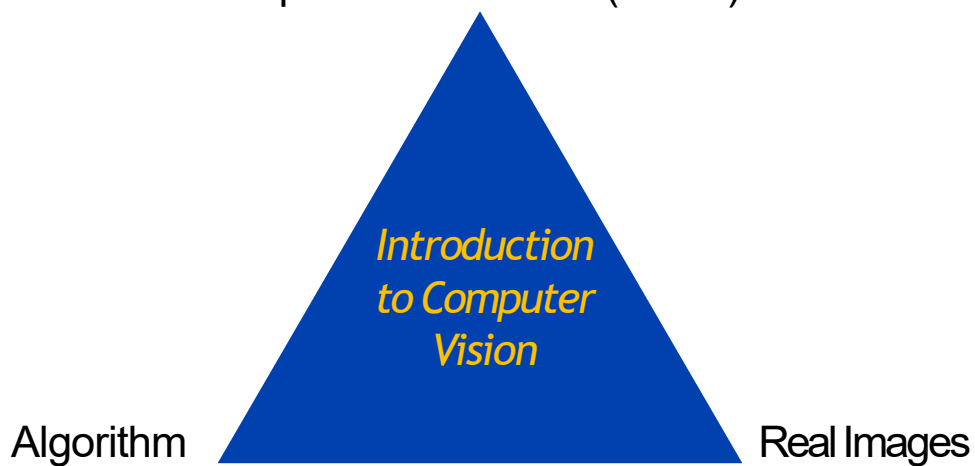 Introduction
to Computer
Vision
Algorithm
Real Images